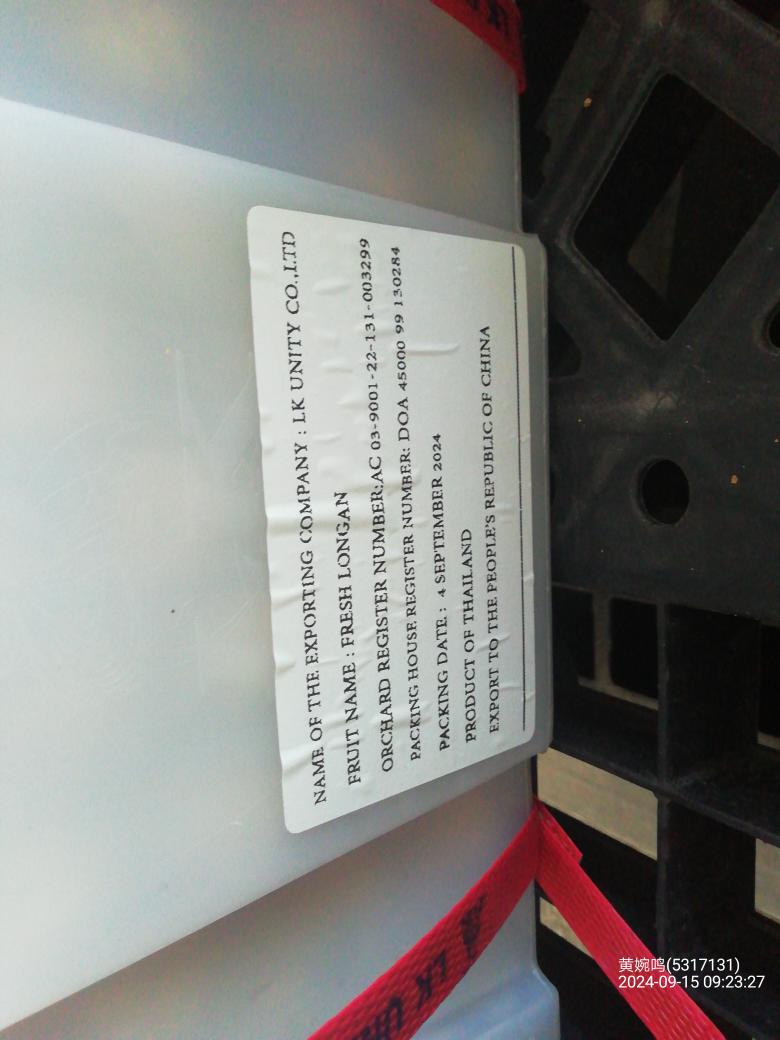 NAME OF THE EXPORTING COMPANY : LK UNITY CO.,LTD
FRUIT NAME : FRESH LONGAN
ORCHARD REGISTER NUMBER:AC 03-9001-22-131-003299
PACKING HOUSE REGISTER NUMBER: DOA 45000 99 130284
PACKING DATE : 4 SEPTEMBER 2024
PRODUCT OF THAILAND
EXPORT TO THE PEOPLE'S REPUBLIC OF CHINA
LK
黄婉鸣(5317131)
2024-09-15 09:23:27